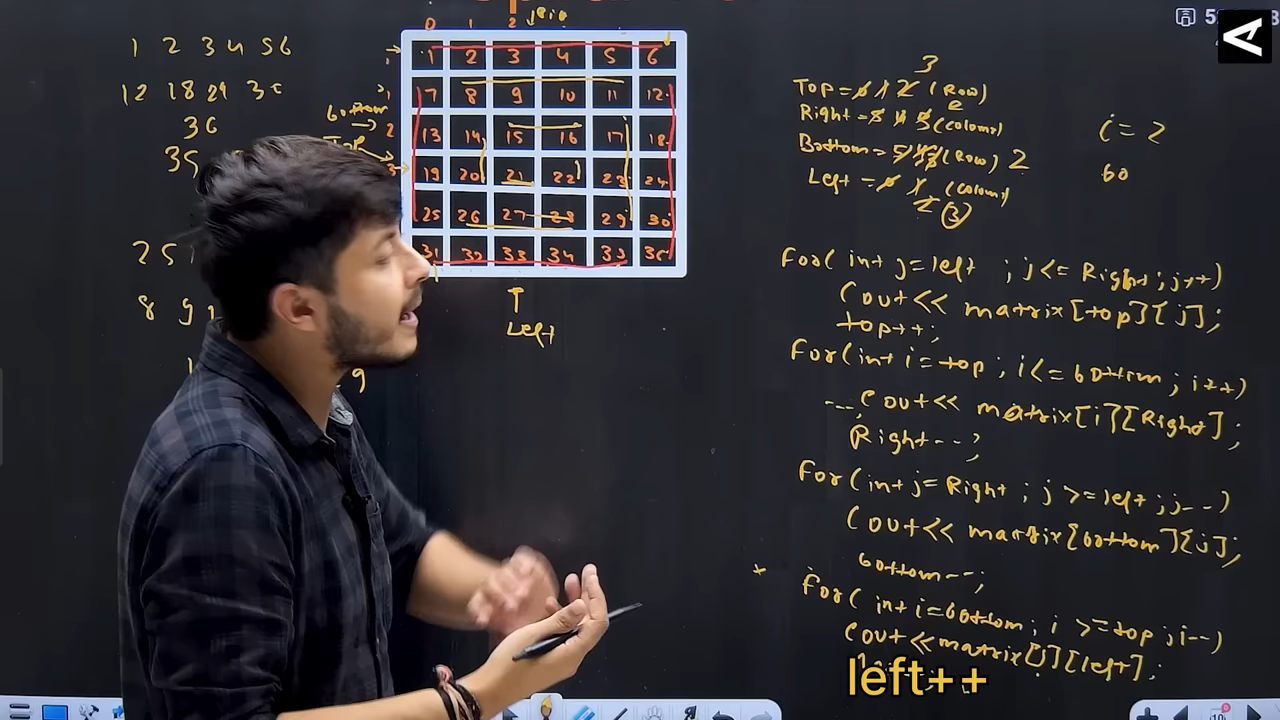 1 2 3 4 5 6
12 18 24 30
36
35
25
8 9
9
0 1 2
bottom
Top
1 2 3 4 5 6
7 8 9 10 11 12
13 14 15 16 17 18
19 20 21 22 23 24
25 26 27 28 29 30
31 32 33 34 35
Left
3
Top = 0 1 2 (Row)
Right = 5 4 3 (column) 2
Bottom = 5 4 3 (Row) 2
Left = 0 1 (column)
2 (3)
i = 2
60
For( int j=left ; j<= Right ; j++)
Cout << matrix[top][j];
top++;
For(int i = top ; i<= bottom ; i++)
---, Cout << matrix[i][Right];
Right--;
For(int j= Right ; j >= left ; j--)
Cout << matrix[bottom][j];
bottom--;
* For( int i=bottom ; i >= top ; i--)
Cout << matrix[j][left];
left++